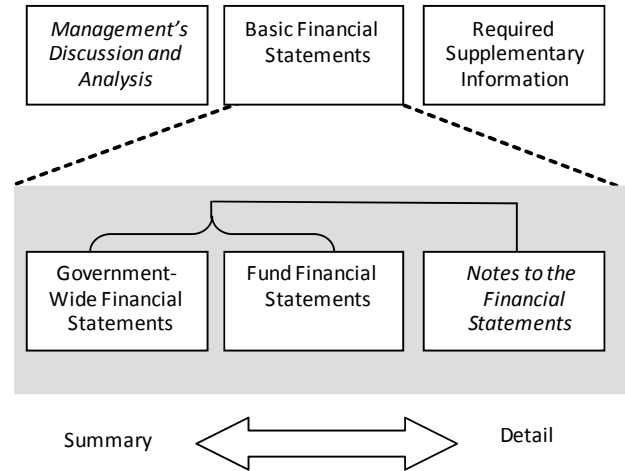 Management’s
Discussion and
Analysis
Basic Financial
Statements
Required
Supplementary
Information
Government-
Wide Financial
Statements
Fund Financial
Statements
Notes to the
Financial
Statements
Summary
Detail